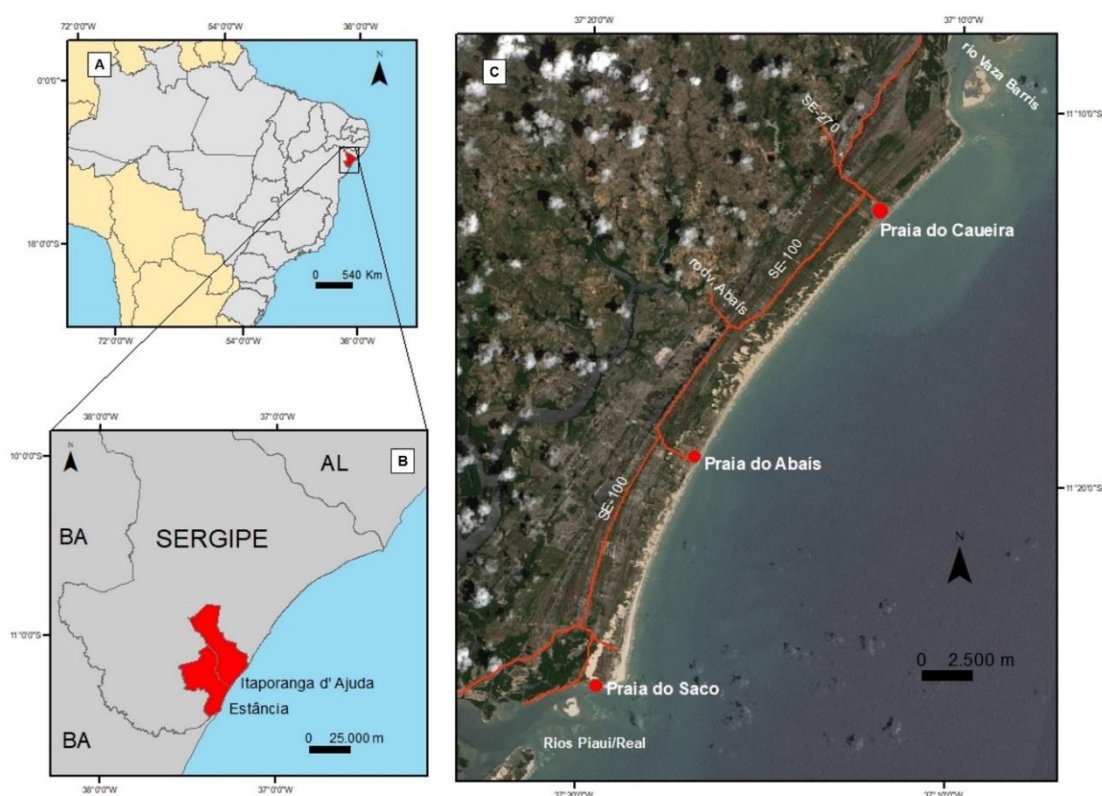 72°0'0"W
54°0'0"W
36°0'0"W
A
N
0°0'0"
18°0'0"W
0 540 Km
72°0'0"W
54°0'0"W
36°0'0"W
38°0'0"W
37°0'0"W
10°0'0"S
N
B
AL
BA
SERGIPE
11°0'0"S
Itaporanga d' Ajuda
Estância
BA
0 25.000 m
38°0'0"W
37°0'0"W
37°20'W
37°10'W
C
rio Vaza Barris
SE-270
11°10'0"S
Praia do Caueira
SE-100
rodv. Abaís
Praia do Abaís
SE-100
11°20'0"S
N
0 2.500 m
Praia do Saco
Rios Piauí/Real
37°20'W
37°10'W